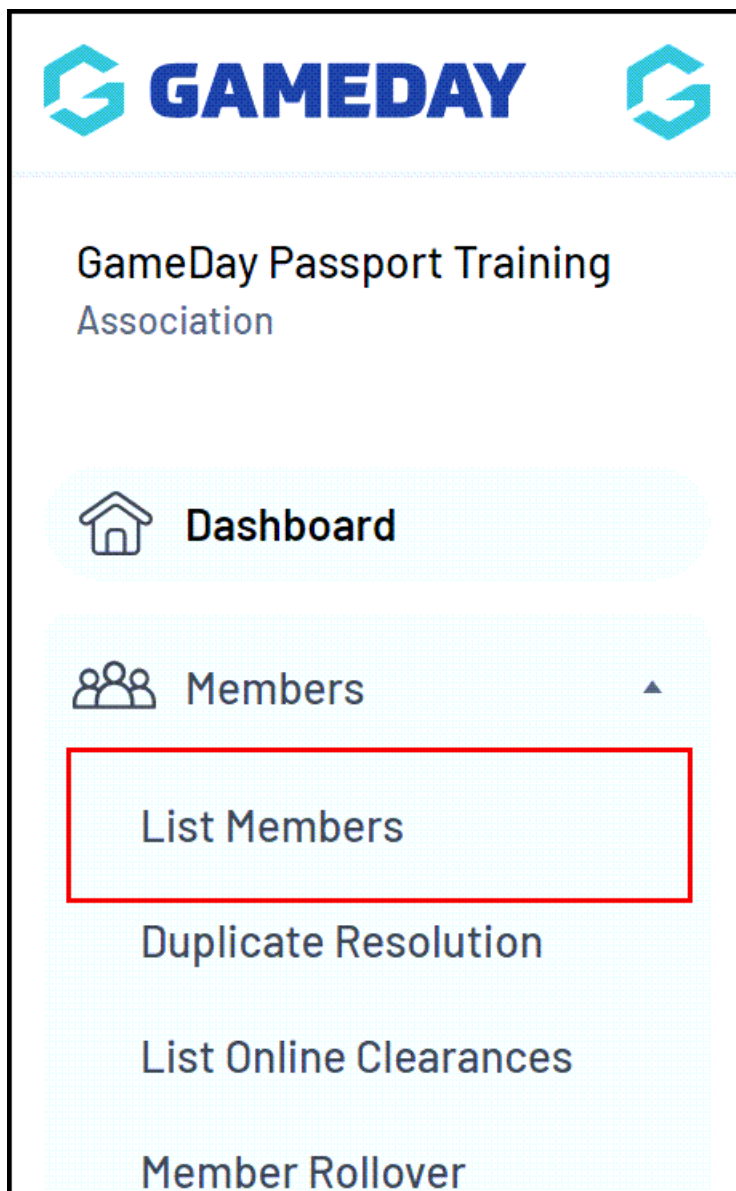 GAMEDAY
GameDay Passport Training
Association
Dashboard
Members
List Members
Duplicate Resolution
List Online Clearances
Member Rollover